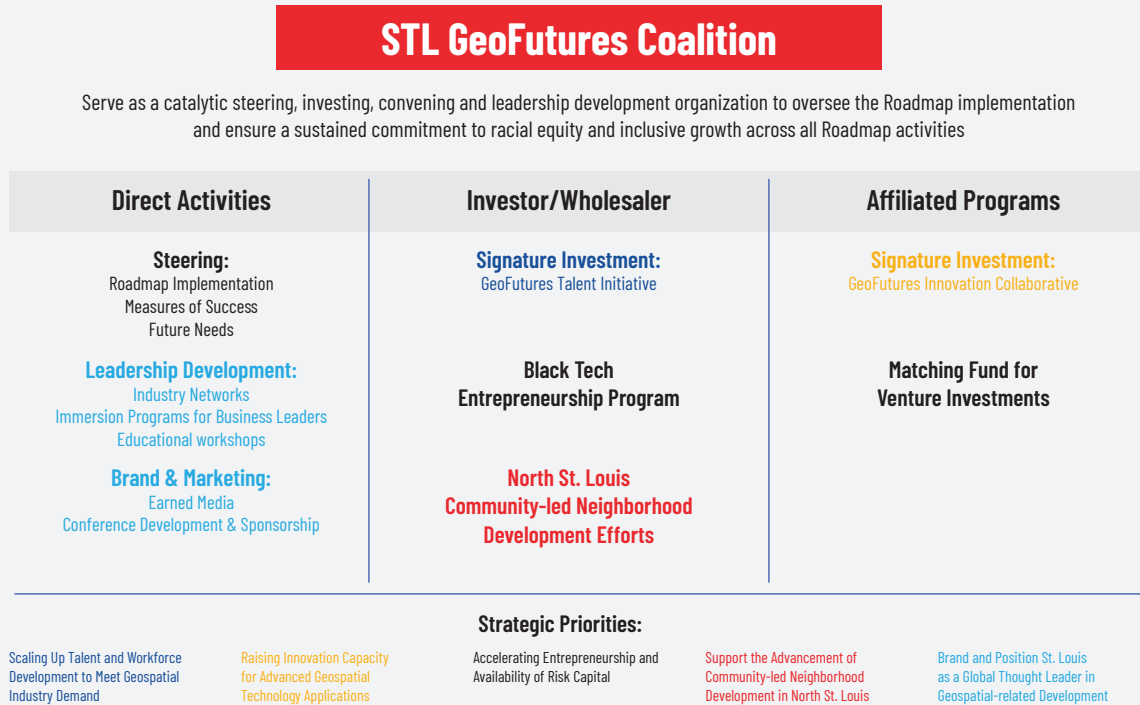 STL GeoFutures Coalition
Serve as a catalytic steering, investing, convening and leadership development organization to oversee the Roadmap implementation
and ensure a sustained commitment to racial equity and inclusive growth across all Roadmap activities
Direct Activities
Steering:
Roadmap Implementation
Measures of Success
Future Needs
Leadership Development:
Industry Networks
Immersion Programs for Business Leaders
Educational workshops
Brand & Marketing:
Earned Media
Conference Development & Sponsorship
Investor/Wholesaler
Signature Investment:
GeoFutures Talent Initiative
Black Tech
Entrepreneurship Program
North St. Louis
Community-led Neighborhood
Development Efforts
Affiliated Programs
Signature Investment:
GeoFutures Innovation Collaborative
Matching Fund for
Venture Investments
Strategic Priorities:
Scaling Up Talent and Workforce
Development to Meet Geospatial
Industry Demand
Raising Innovation Capacity
for Advanced Geospatial
Technology Applications
Accelerating Entrepreneurship and
Availability of Risk Capital
Support the Advancement of
Community-led Neighborhood
Development in North St. Louis
Brand and Position St. Louis
as a Global Thought Leader in
Geospatial-related Development